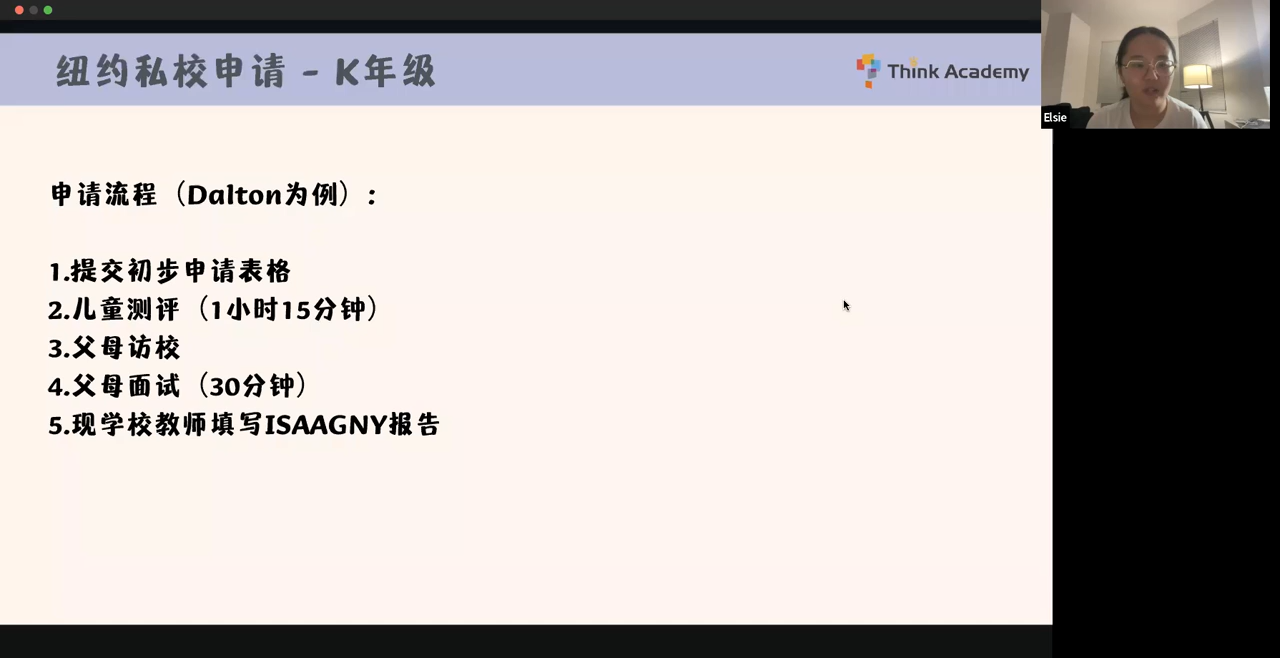 纽约私校申请 - K年级
Think Academy
Elsie
申请流程（Dalton为例）:
1.提交初步申请表格
2.儿童测评（1小时15分钟）
3.父母访校
4.父母面试（30分钟）
5.现学校教师填写ISAAGNY报告